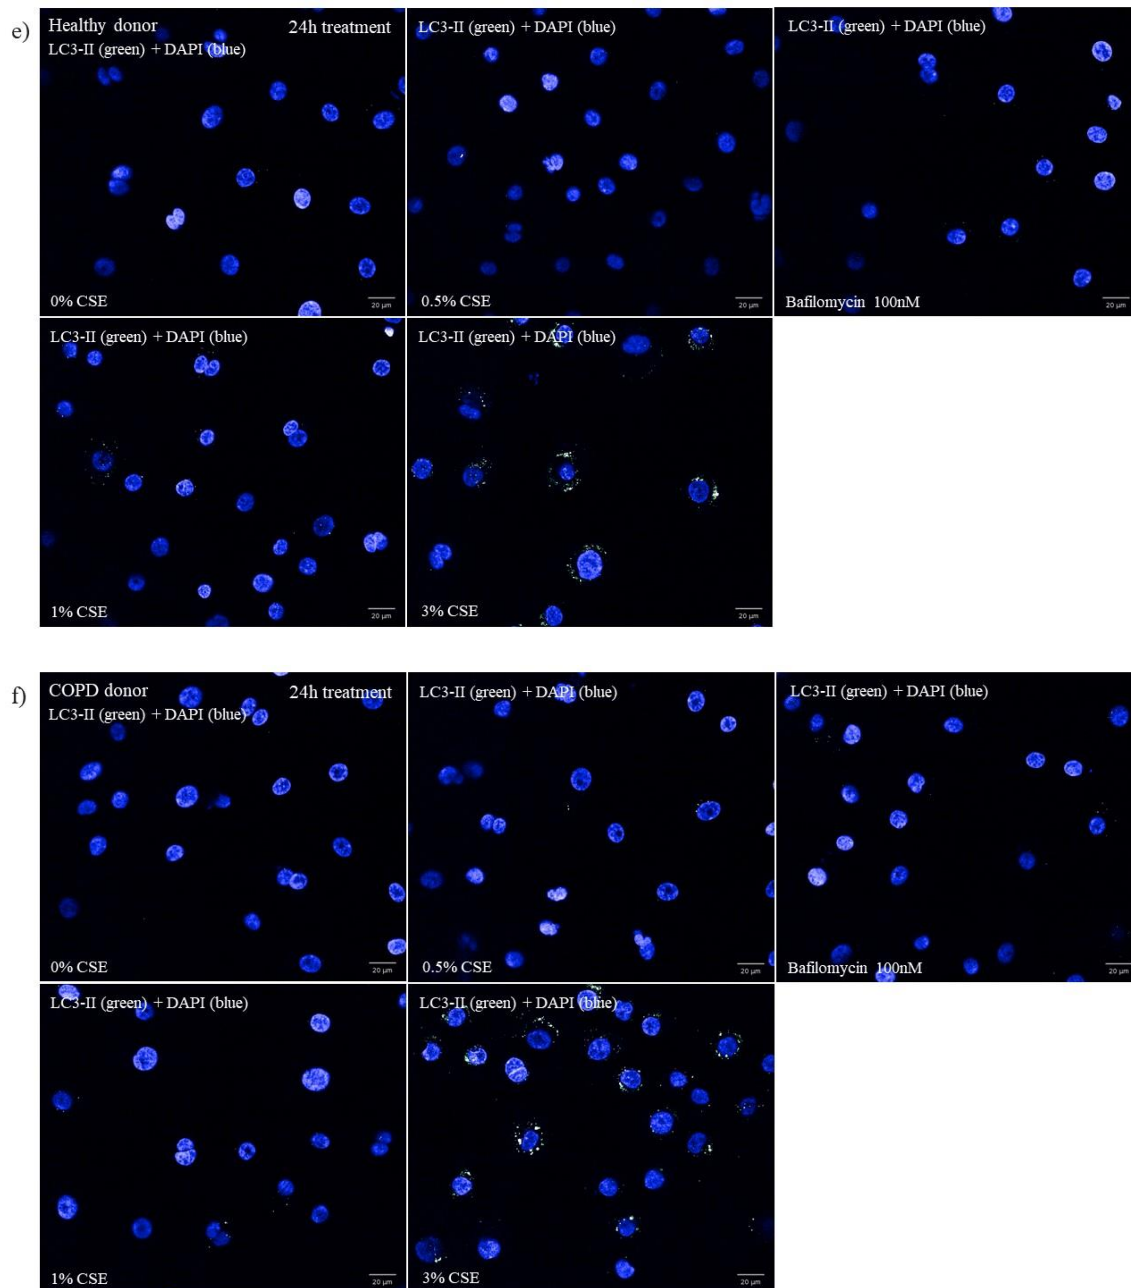 e)
Healthy donor 24h treatment
LC3-II (green) + DAPI (blue)
0% CSE
20 µm
LC3-II (green) + DAPI (blue)
0.5% CSE
20 µm
LC3-II (green) + DAPI (blue)
Bafilomycin 100nM
20 µm
LC3-II (green) + DAPI (blue)
1% CSE
20 µm
LC3-II (green) + DAPI (blue)
3% CSE
20 µm
f)
COPD donor 24h treatment
LC3-II (green) + DAPI (blue)
0% CSE
20 µm
LC3-II (green) + DAPI (blue)
0.5% CSE
20 µm
LC3-II (green) + DAPI (blue)
Bafilomycin 100nM
20 µm
LC3-II (green) + DAPI (blue)
1% CSE
20 µm
LC3-II (green) + DAPI (blue)
3% CSE
20 µm